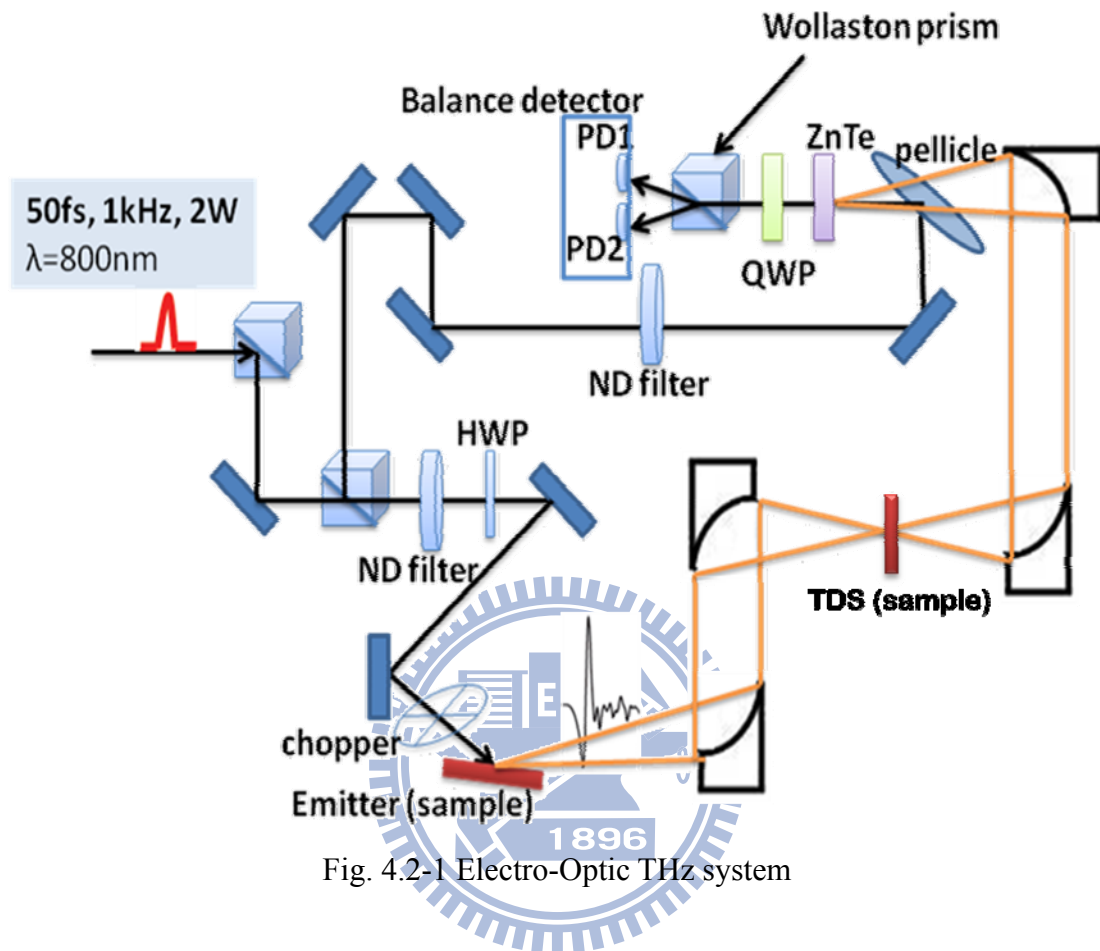 Wollaston prism
Balance detector
PD1
ZnTe
pellicle
50fs, 1kHz, 2W
λ=800nm
PD2
QWP
ND filter
HWP
ND filter
TDS (sample)
E
chopper
Emitter (sample)
1896
Fig. 4.2-1 Electro-Optic THz system